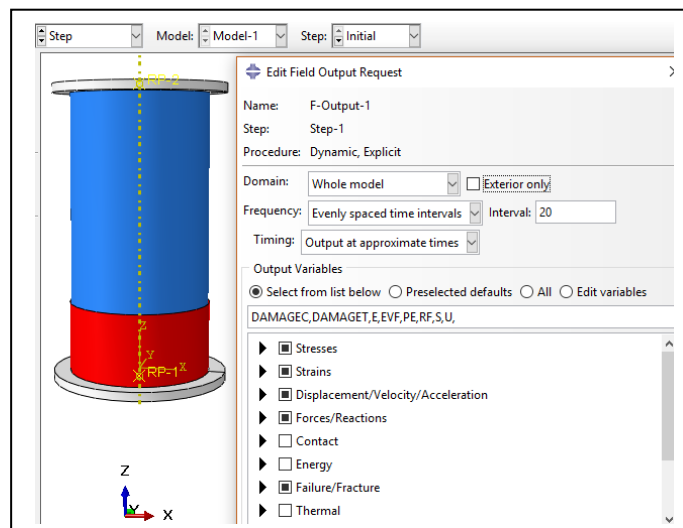 Step Model: Model-1 Step: Initial
RP-2
Z
Y
RP-1 X
Z
Y X
Edit Field Output Request
Name: F-Output-1
Step: Step-1
Procedure: Dynamic, Explicit
Domain: Whole model Exterior only
Frequency: Evenly spaced time intervals Interval: 20
Timing: Output at approximate times
Output Variables
Select from list below Preselected defaults All Edit variables
DAMAGEC,DAMAGET,E,EVF,PE,RF,S,U,
Stresses
Strains
Displacement/Velocity/Acceleration
Forces/Reactions
Contact
Energy
Failure/Fracture
Thermal